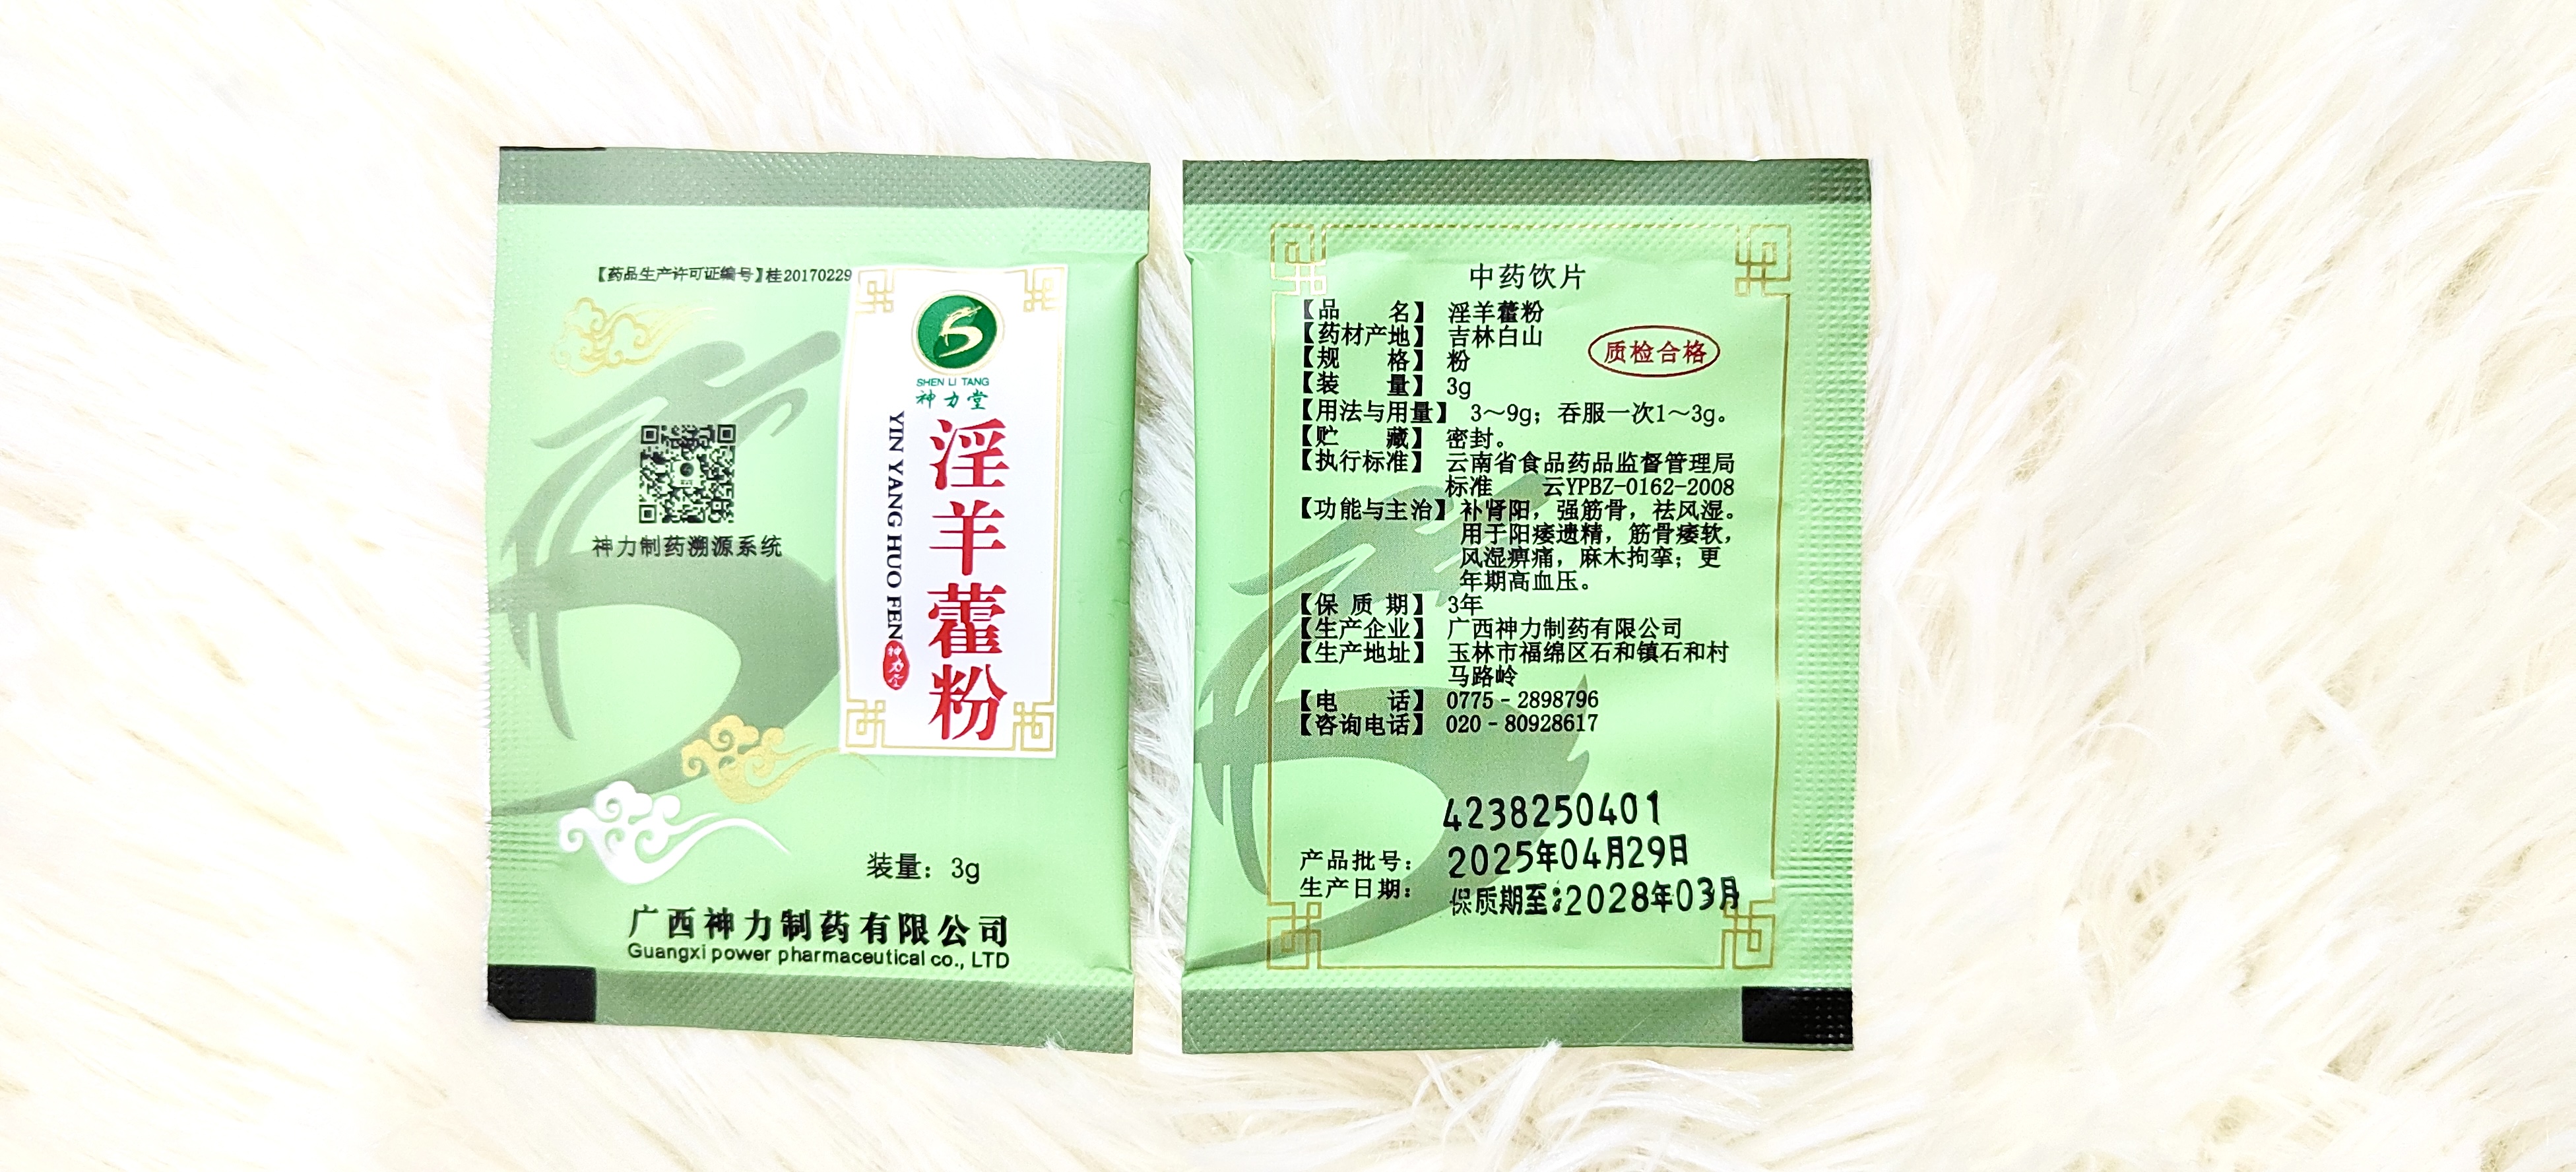 【药品生产许可证编号】桂20170229
SHEN LI TANG
神力堂
淫羊藿粉
YIN YANG HUO FEN
神力堂
神力制药溯源系统
装量：3g
广西神力制药有限公司
Guangxi power pharmaceutical co., LTD
中药饮片
【品 名】 淫羊藿粉
【药材产地】 吉林白山
【规 格】 粉
质检合格
【装 量】 3g
【用法与用量】 3～9g；吞服一次1～3g。
【贮 藏】 密封。
【执行标准】 云南省食品药品监督管理局
标准 云YPBZ-0162-2008
【功能与主治】 补肾阳，强筋骨，祛风湿。
用于阳痿遗精，筋骨痿软，
风湿痹痛，麻木拘挛；更
年期高血压。
【保 质 期】 3年
【生产企业】 广西神力制药有限公司
【生产地址】 玉林市福绵区石和镇石和村
马路岭
【电 话】 0775-2898796
【咨询电话】 020-80928617
4238250401
产品批号： 2025年04月29日
生产日期： 保质期至:2028年03月